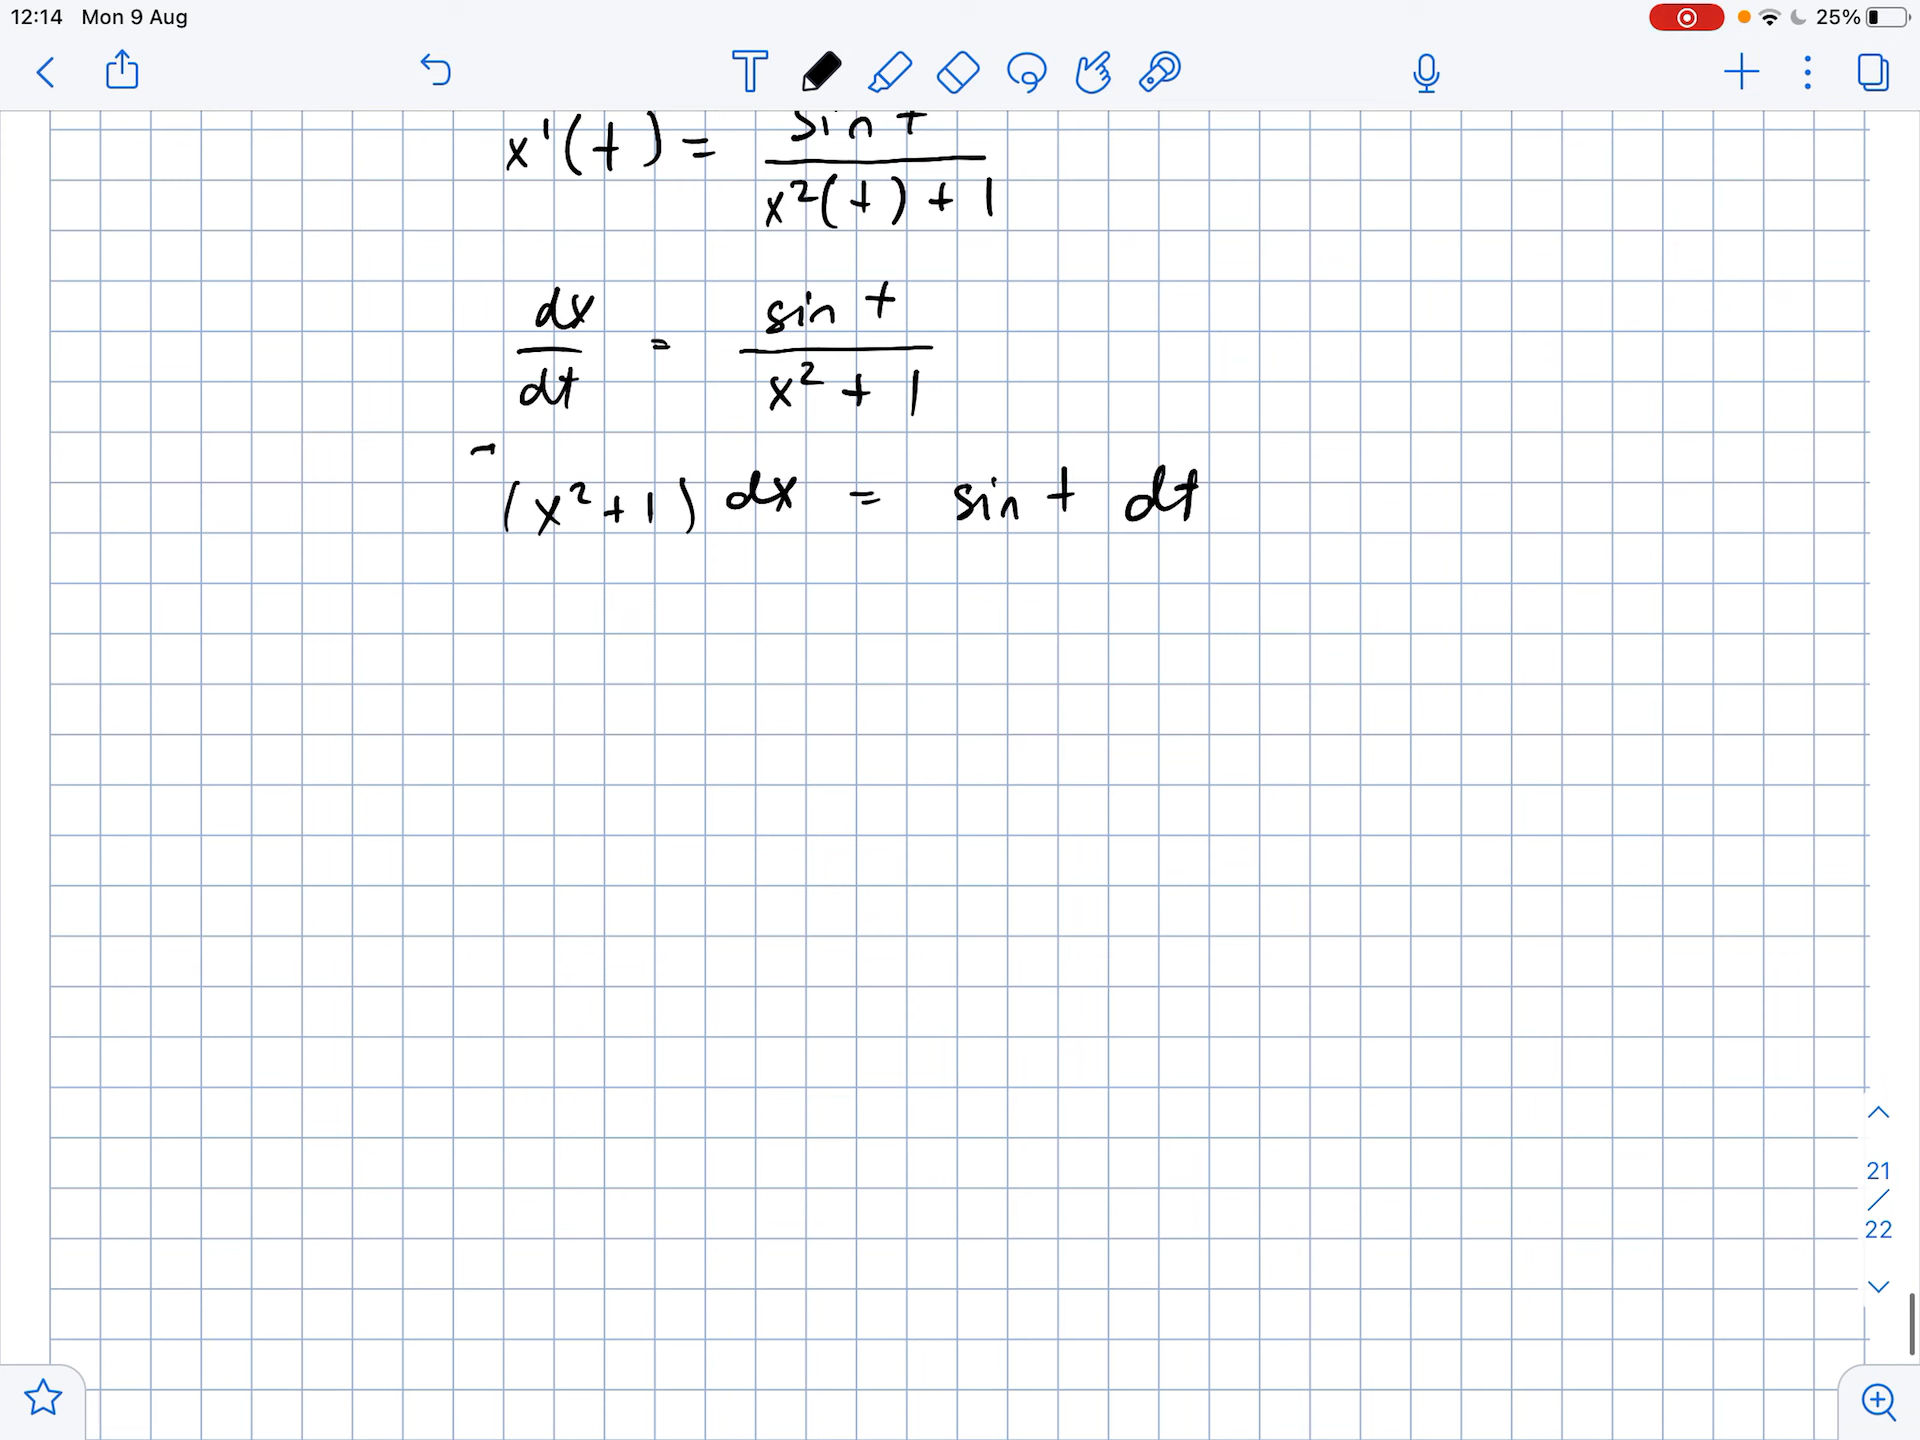 12:14 Mon 9 Aug 25%
T
x'(t) = sin t / x²(t) + 1
dx/dt = sin t / x² + 1
(x²+1) dx = sin t dt
21
/
22